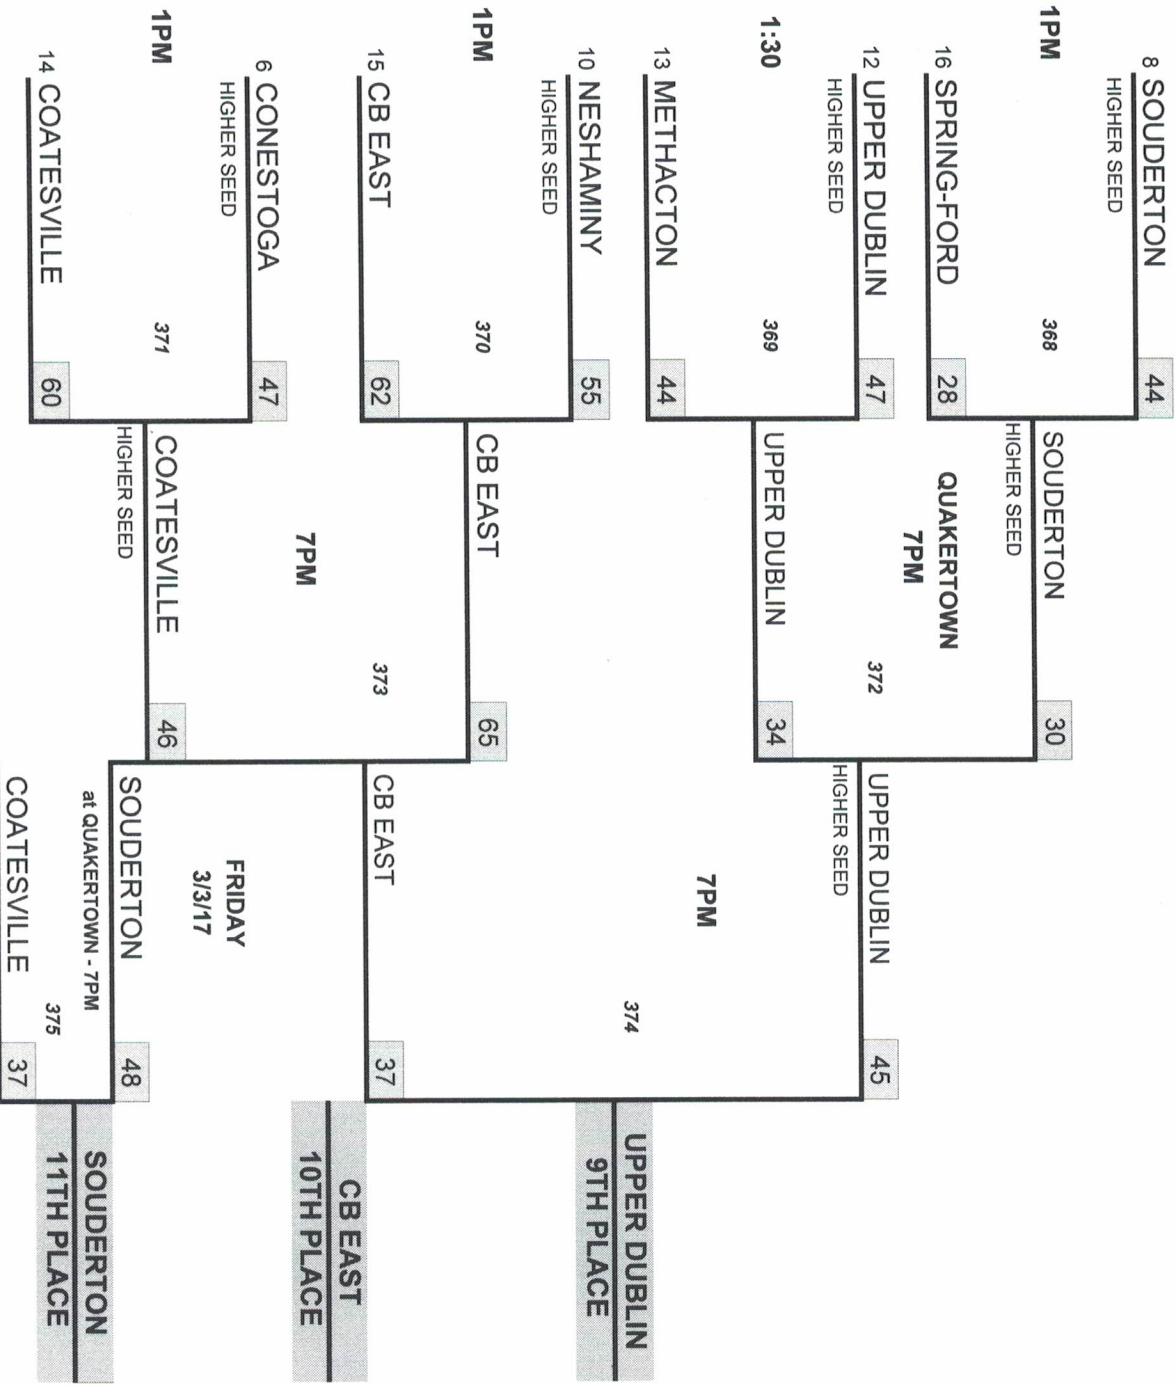 8 SOUDERTON
HIGHER SEED
44
1PM
368
16 SPRING-FORD
28
12 UPPER DUBLIN
HIGHER SEED
47
1:30
369
13 METHACTON
44
10 NESHAMINY
HIGHER SEED
55
1PM
370
15 CB EAST
62
6 CONESTOGA
HIGHER SEED
47
1PM
371
14 COATESVILLE
60
SOUDERTON
HIGHER SEED
30
QUAKERTOWN
7PM
372
UPPER DUBLIN
34
CB EAST
65
7PM
373
COATESVILLE
HIGHER SEED
46
UPPER DUBLIN
HIGHER SEED
45
7PM
374
CB EAST
37
FRIDAY
3/3/17
SOUDERTON
48
at QUAKERTOWN - 7PM
375
COATESVILLE
37
UPPER DUBLIN
9TH PLACE
CB EAST
10TH PLACE
SOUDERTON
11TH PLACE